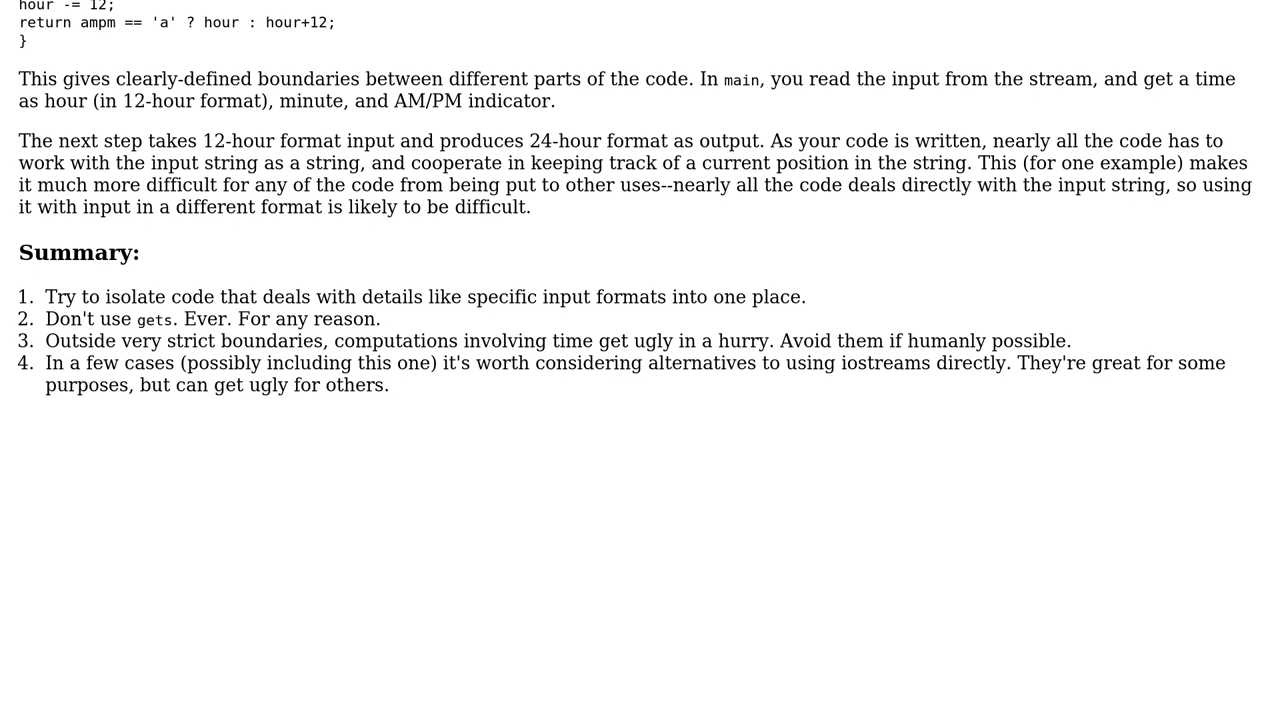 hour -= 12;
return ampm == 'a' ? hour : hour+12;
}
This gives clearly-defined boundaries between different parts of the code. In main, you read the input from the stream, and get a time
as hour (in 12-hour format), minute, and AM/PM indicator.
The next step takes 12-hour format input and produces 24-hour format as output. As your code is written, nearly all the code has to
work with the input string as a string, and cooperate in keeping track of a current position in the string. This (for one example) makes
it much more difficult for any of the code from being put to other uses--nearly all the code deals directly with the input string, so using
it with input in a different format is likely to be difficult.
Summary:
1. Try to isolate code that deals with details like specific input formats into one place.
2. Don't use gets. Ever. For any reason.
3. Outside very strict boundaries, computations involving time get ugly in a hurry. Avoid them if humanly possible.
4. In a few cases (possibly including this one) it's worth considering alternatives to using iostreams directly. They're great for some
purposes, but can get ugly for others.